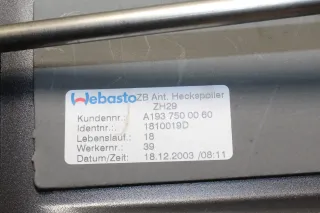 Webasto ZB Ant. Heckspoiler
ZH29
Kundennr.: A193 750 00 60
Identnr.: 1810019D
Lebenslauf: 18
Werkernr.: 39
Datum/Zeit: 18.12.2003 /08:11